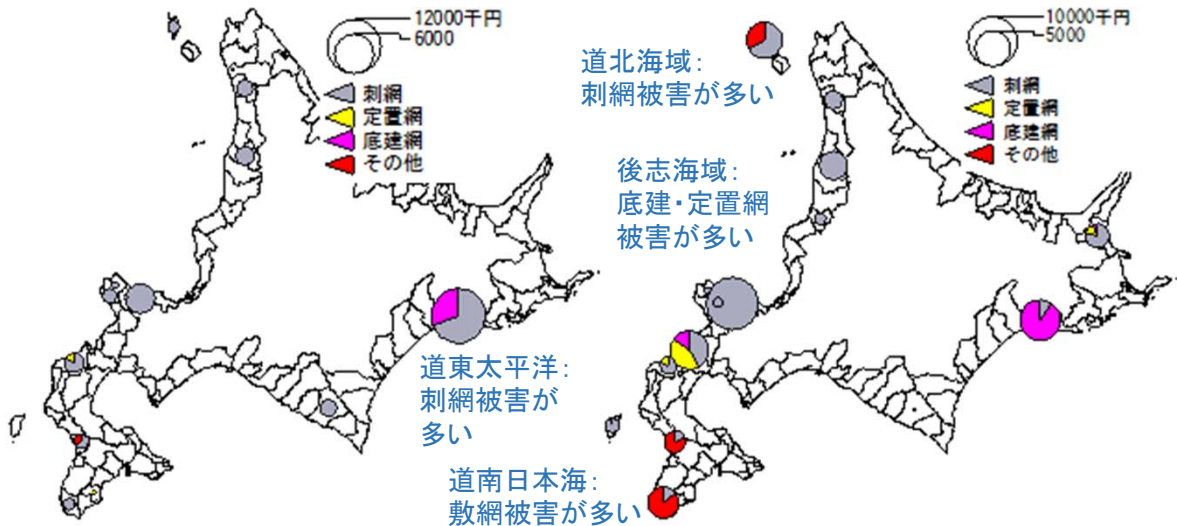 12000千円
6000
刺網
定置網
底建網
その他
道東太平洋：
刺網被害が
多い
道南日本海：
敷網被害が多い
道北海域：
刺網被害が多い
後志海域：
底建・定置網
被害が多い
10000千円
5000
刺網
定置網
底建網
その他